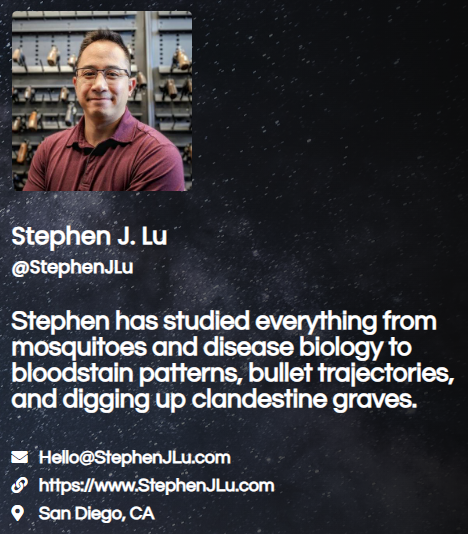 Stephen J. Lu
@StephenJLu
Stephen has studied everything from
mosquitoes and disease biology to
bloodstain patterns, bullet trajectories,
and digging up clandestine graves.
Hello@StephenJLu.com
https://www.StephenJLu.com
San Diego, CA